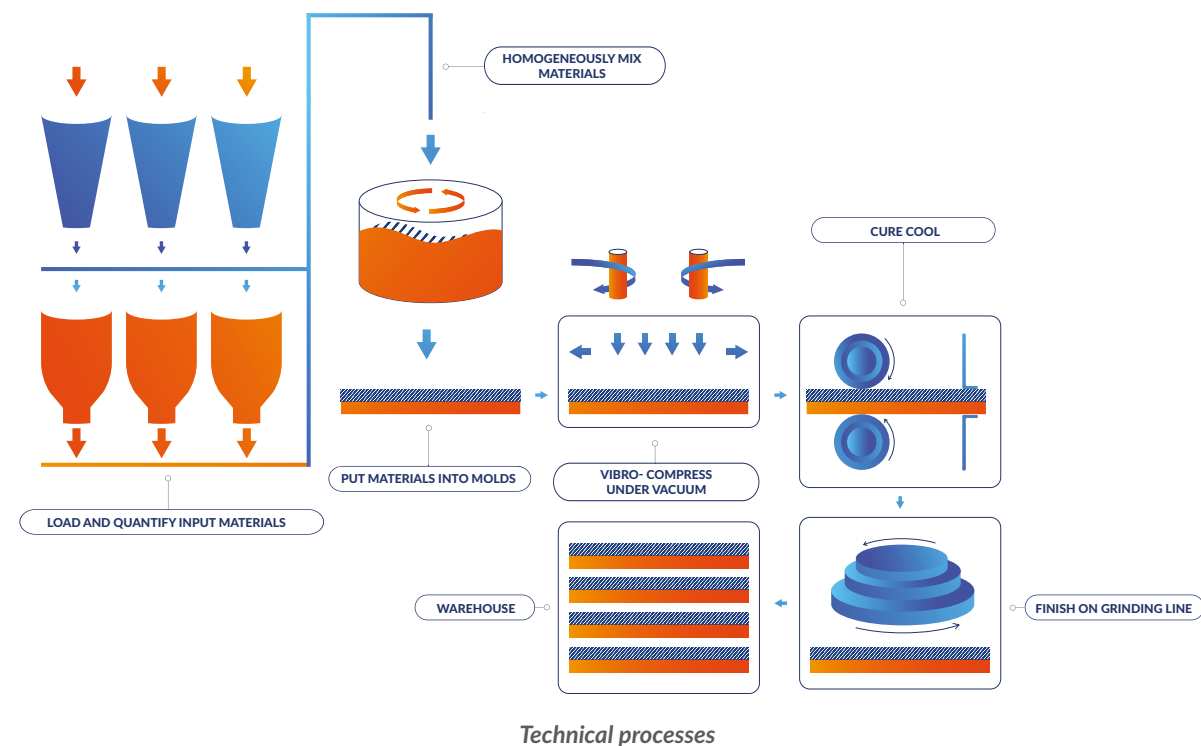 HOMOGENEOUSLY MIX
MATERIALS
CURE COOL
PUT MATERIALS INTO MOLDS
VIBRO- COMPRESS
UNDER VACUUM
LOAD AND QUANTIFY INPUT MATERIALS
WAREHOUSE
FINISH ON GRINDING LINE
Technical processes